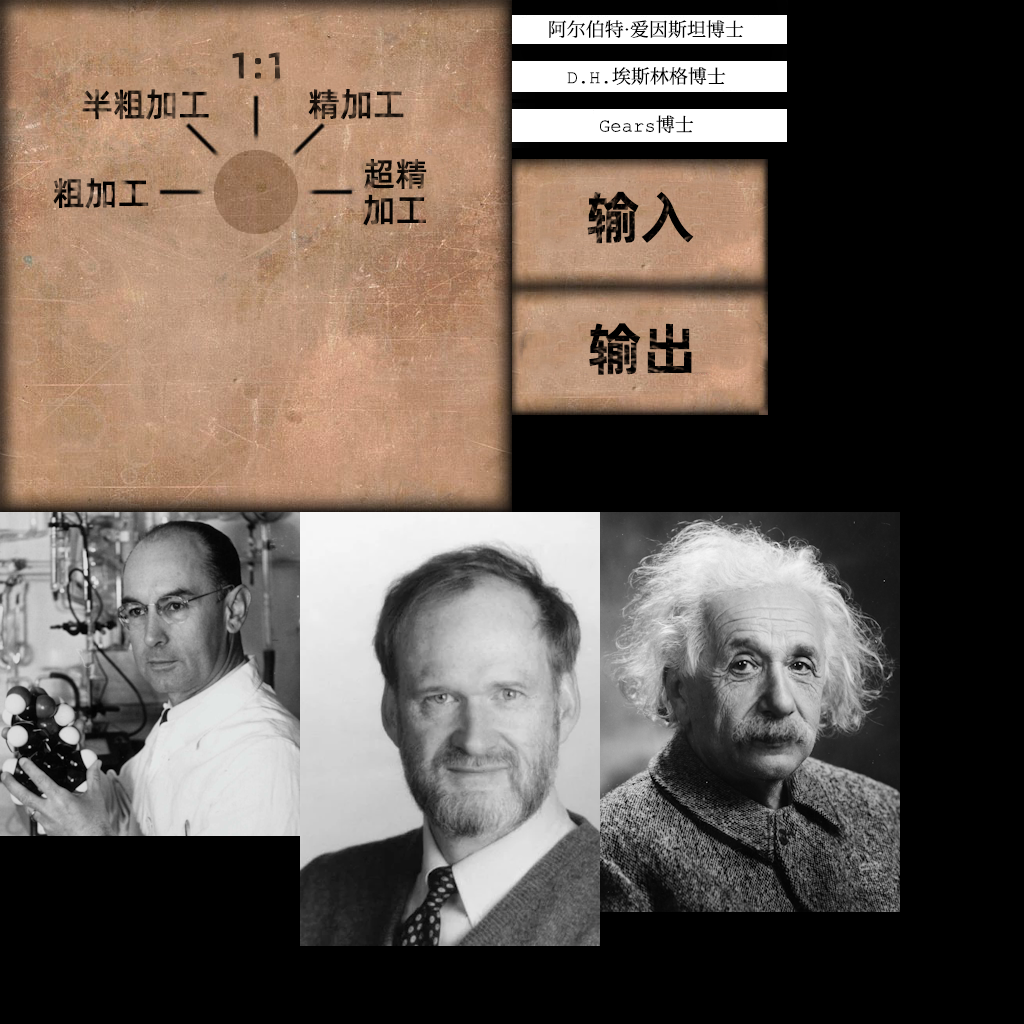 1:1
半粗加工
精加工
粗加工
超精
加工
阿尔伯特·爱因斯坦博士
D.H.埃斯林格博士
Gears博士
输入
输出